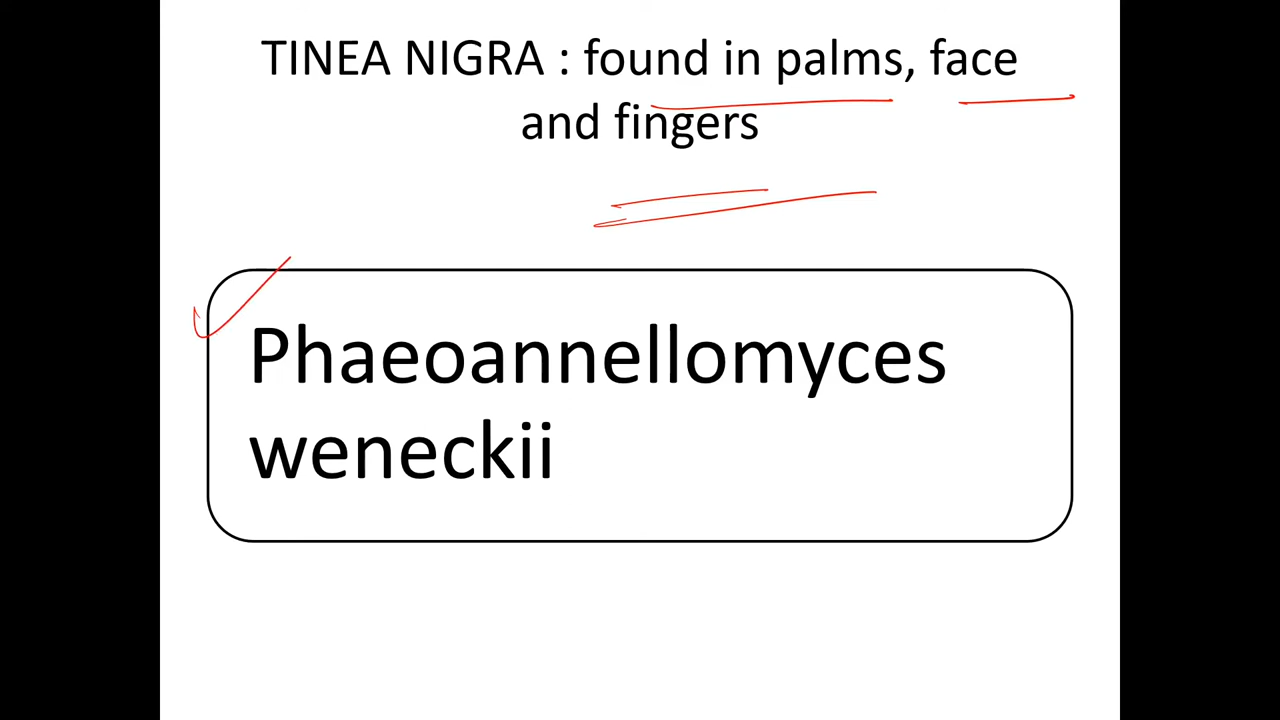 TINEA NIGRA : found in palms, face
and fingers
Phaeoannellomyces
weneckii